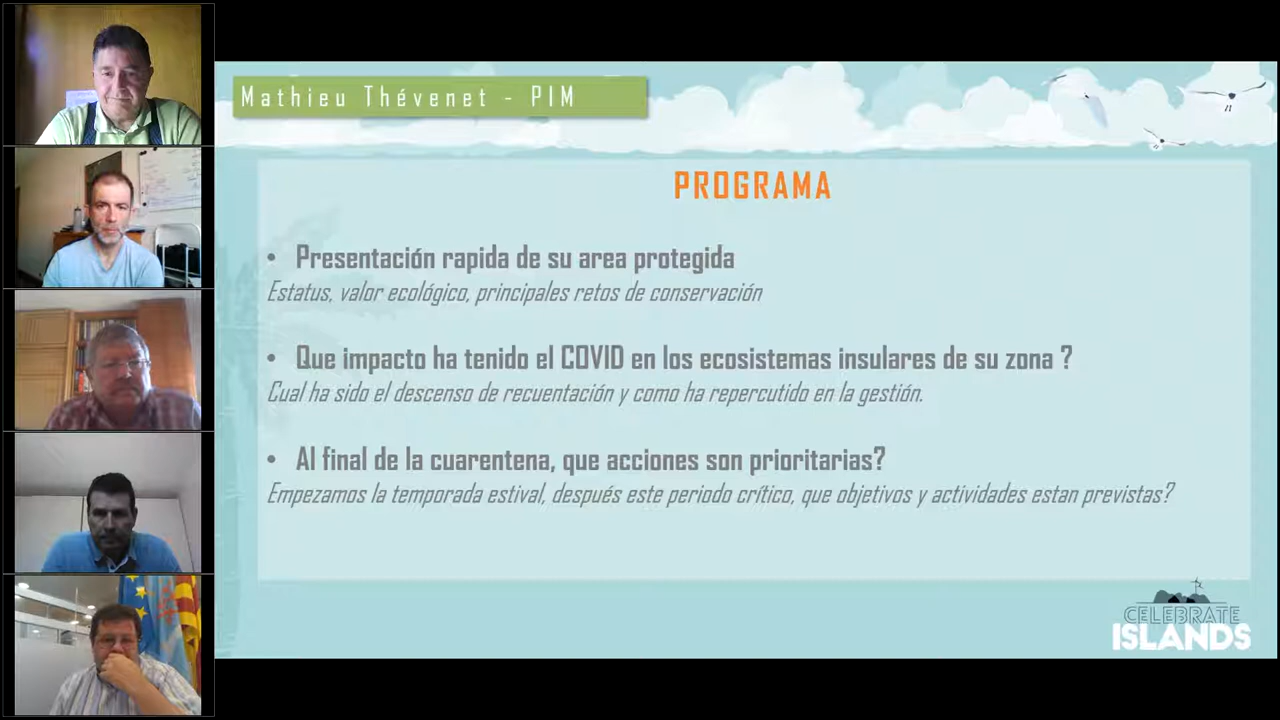 Mathieu Thévenet - PIM
PROGRAMA
• Presentación rapida de su area protegida
Estatus, valor ecológico, principales retos de conservación
• Que impacto ha tenido el COVID en los ecosistemas insulares de su zona ?
Cual ha sido el descenso de recuentación y como ha repercutido en la gestión.
• Al final de la cuarentena, que acciones son prioritarias?
Empezamos la temporada estival, después este periodo crítico, que objetivos y actividades estan previstas?
CELEBRATE
ISLANDS